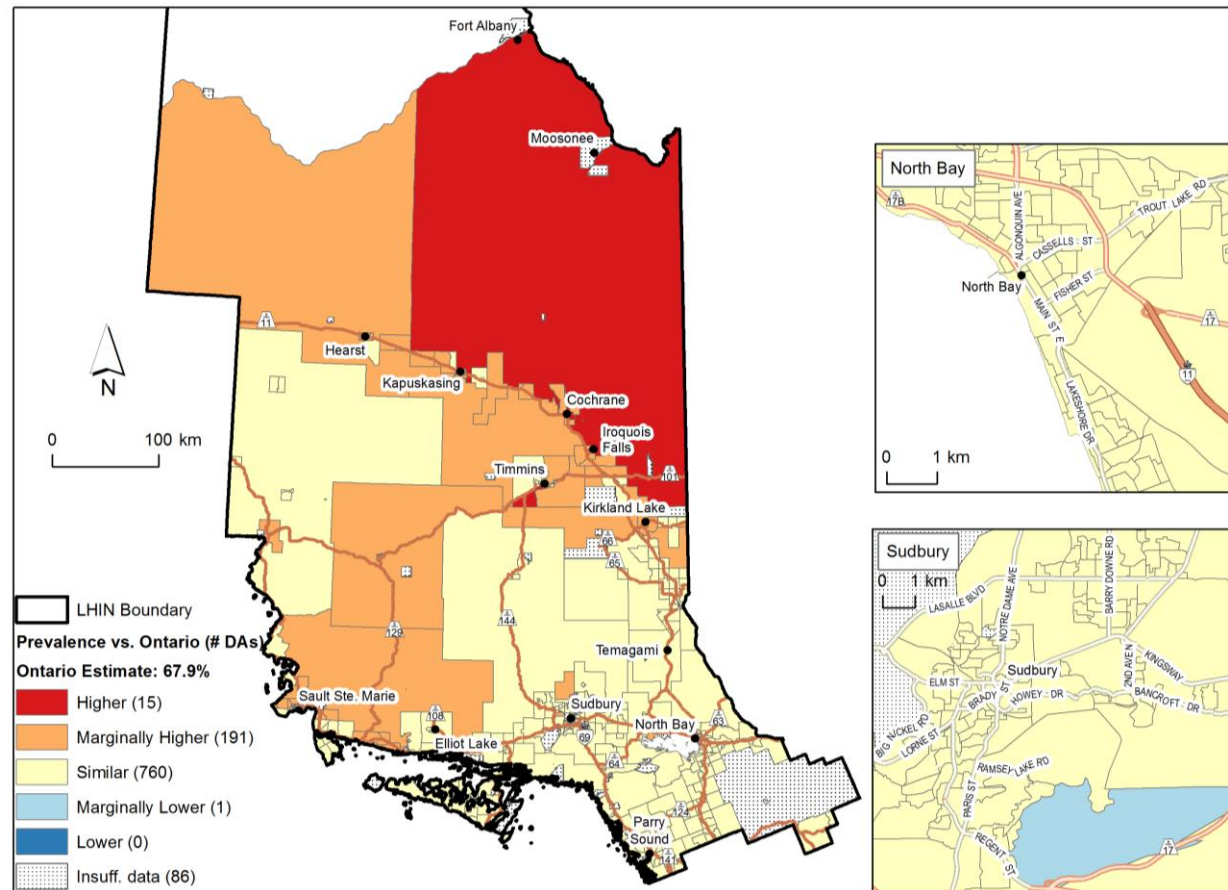 Fort Albany
Moosonee
11
Hearst
Kapuskasing
Cochrane
Iroquois
Falls
Timmins
101
Kirkland Lake
66
65
N
0 100 km
129
144
Temagami
Sault Ste. Marie
108
Elliot Lake
Sudbury
69
North Bay
63
64
124
Parry
Sound
141
LHIN Boundary
Prevalence vs. Ontario (# DAs)
Ontario Estimate: 67.9%
Higher (15)
Marginally Higher (191)
Similar (760)
Marginally Lower (1)
Lower (0)
Insuff. data (86)
North Bay
17B
ALGONQUIN AVE
TROUT LAKE RD
CASSELLS ST
North Bay
FISHER ST
MAIN ST E
17
11
LAKESHORE DR
0 1 km
Sudbury
0 1 km
LASALLE BLVD
NOTRE DAME AVE
BARRY DOWNE RD
Sudbury
ELM ST
BRADY ST
HOWEY DR
2ND AVE N
KINGSWAY
BANCROFT DR
BIG NICKEL RD
LORNE ST
PARIS ST
RAMSEY LAKE RD
REGENT ST
17